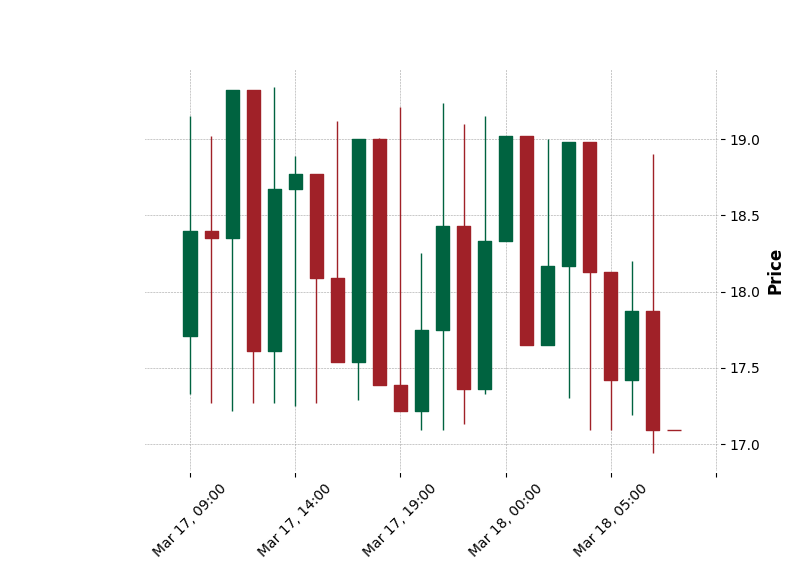 19.0
18.5
18.0
17.5
17.0
Price
Mar 17, 09:00
Mar 17, 14:00
Mar 17, 19:00
Mar 18, 00:00
Mar 18, 05:00